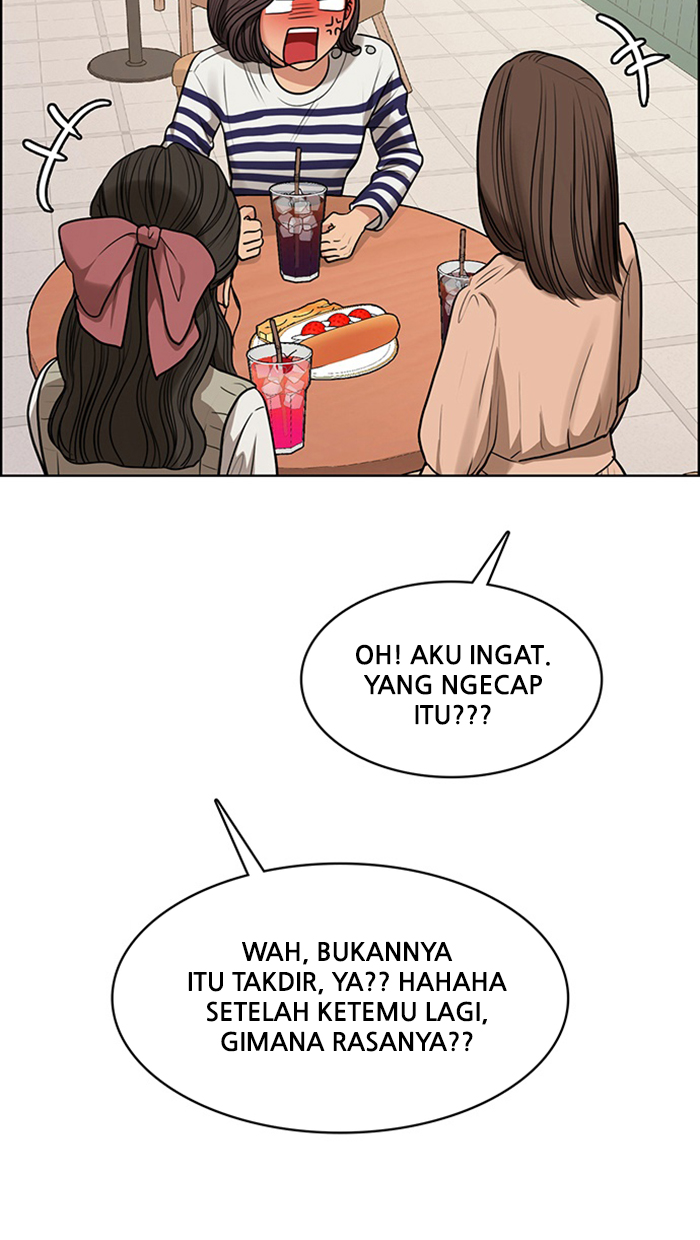 OH! AKU INGAT.
YANG NGECAP
ITU???
WAH, BUKANNYA
ITU TAKDIR, YA?? HAHAHA
SETELAH KETEMU LAGI,
GIMANA RASANYA??